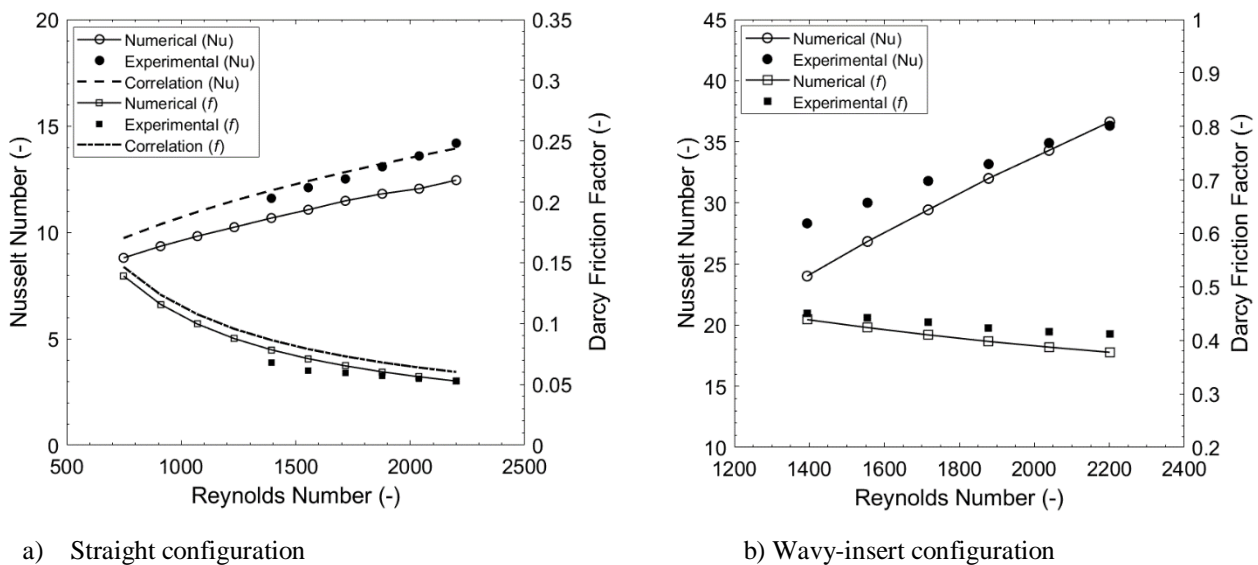 20
15
10
5
0
Nusselt Number (-)
Numerical (Nu)
Experimental (Nu)
Correlation (Nu)
Numerical (f)
Experimental (f)
Correlation (f)
0.35
0.3
0.25
0.2
0.15
0.1
0.05
0
Darcy Friction Factor (-)
500 1000 1500 2000 2500
Reynolds Number (-)
a) Straight configuration
45
40
35
30
25
20
15
10
Nusselt Number (-)
Numerical (Nu)
Experimental (Nu)
Numerical (f)
Experimental (f)
1
0.9
0.8
0.7
0.6
0.5
0.4
0.3
0.2
Darcy Friction Factor (-)
1200 1400 1600 1800 2000 2200 2400
Reynolds Number (-)
b) Wavy-insert configuration